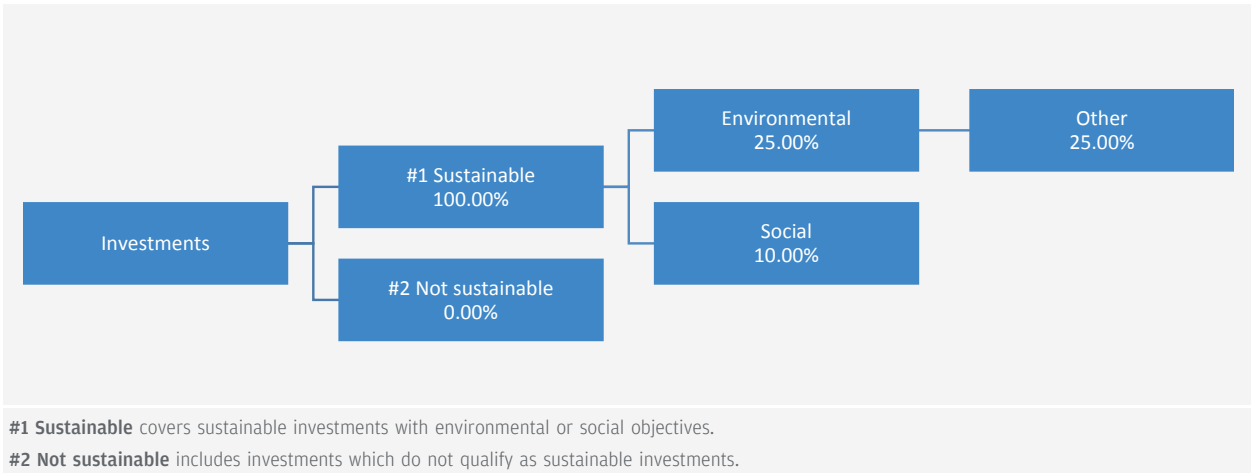 Investments
#1 Sustainable
100.00%
#2 Not sustainable
0.00%
Environmental
25.00%
Social
10.00%
Other
25.00%
#1 Sustainable covers sustainable investments with environmental or social objectives.
#2 Not sustainable includes investments which do not qualify as sustainable investments.